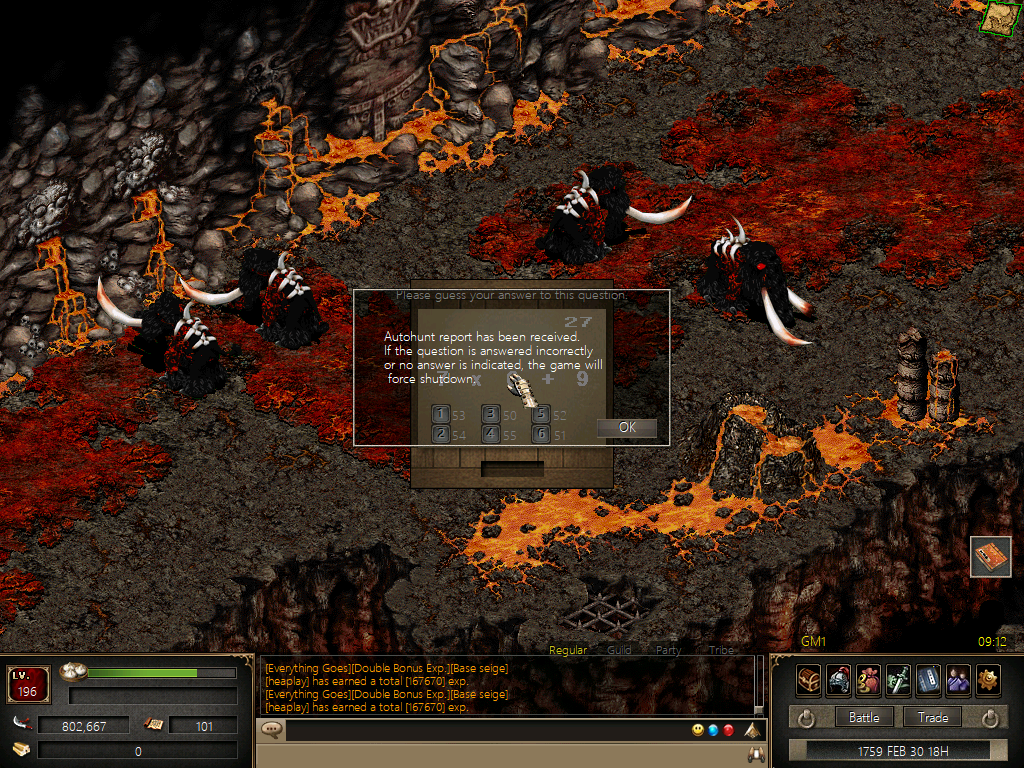 Please guess your answer to this question.
27
Autohunt report has been received.
If the question is answered incorrectly
or no answer is indicated, the game will
force shutdown.
7 x + 9
1 53 3 50 5 52
2 54 4 55 6 51
OK
GM1 09:12
Regular Guild Party Tribe
LV. 196
802,667 101
0
[Everything Goes][Double Bonus Exp.][Base seige]
[heaplay] has earned a total [167670] exp.
[Everything Goes][Double Bonus Exp.][Base seige]
[heaplay] has earned a total [167670] exp.
Battle Trade
1759 FEB 30 18H